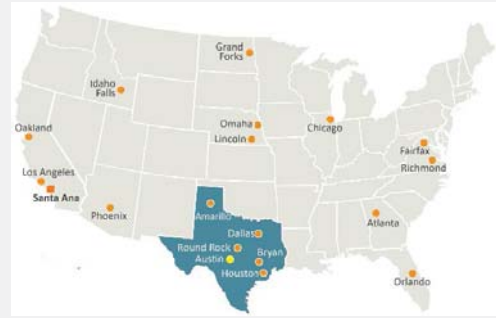 Grand
Forks
Idaho
Falls
Omaha
Lincoln
Chicago
Oakland
Fairfax
Richmond
Los Angeles
Santa Ana
Phoenix
Amarillo
Atlanta
Dallas
Round Rock
Bryan
Austin
Houston
Orlando